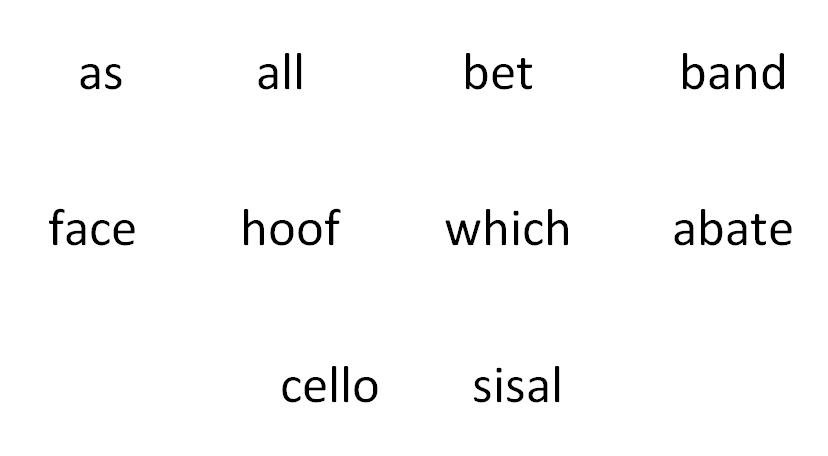 as all bet band
face hoof which abate
cello sisal